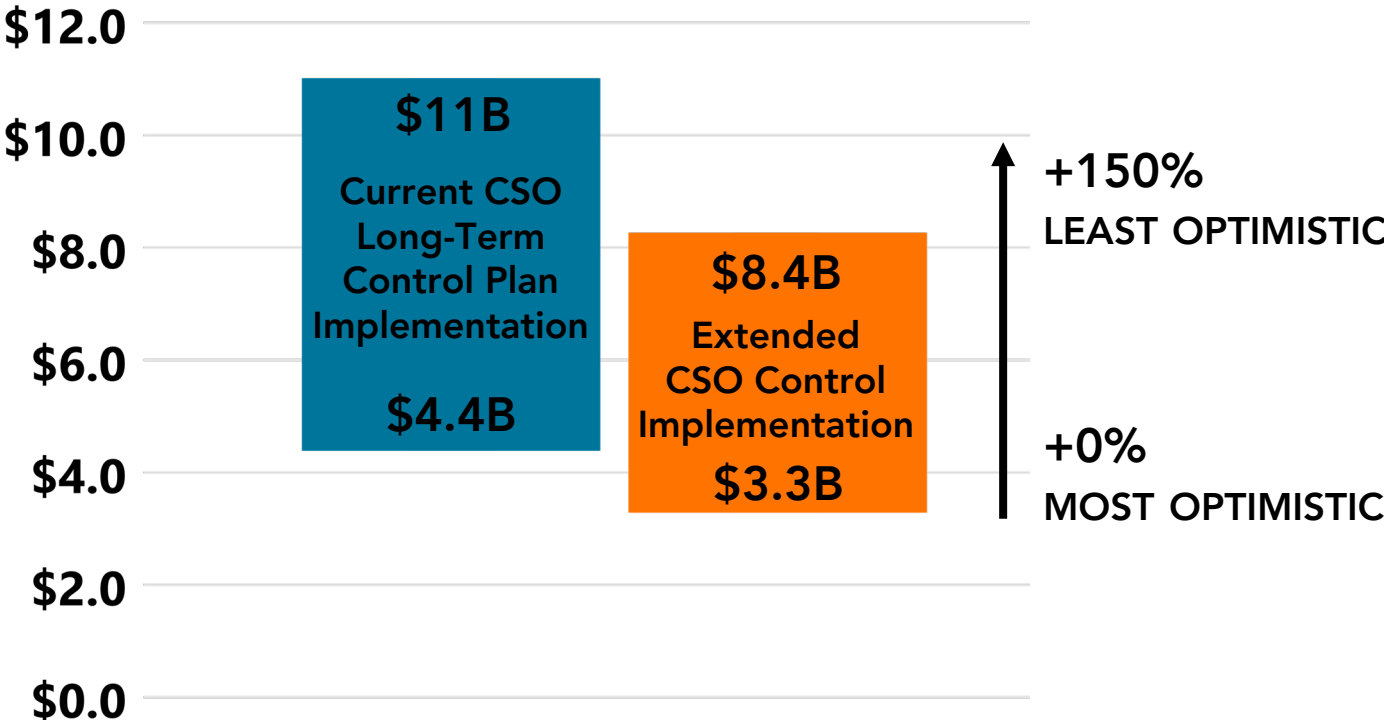 $12.0
$10.0
$8.0
$6.0
$4.0
$2.0
$0.0
$11B
Current CSO
Long-Term
Control Plan
Implementation
$4.4B
$8.4B
Extended
CSO Control
Implementation
$3.3B
+150%
LEAST OPTIMISTIC
+0%
MOST OPTIMISTIC